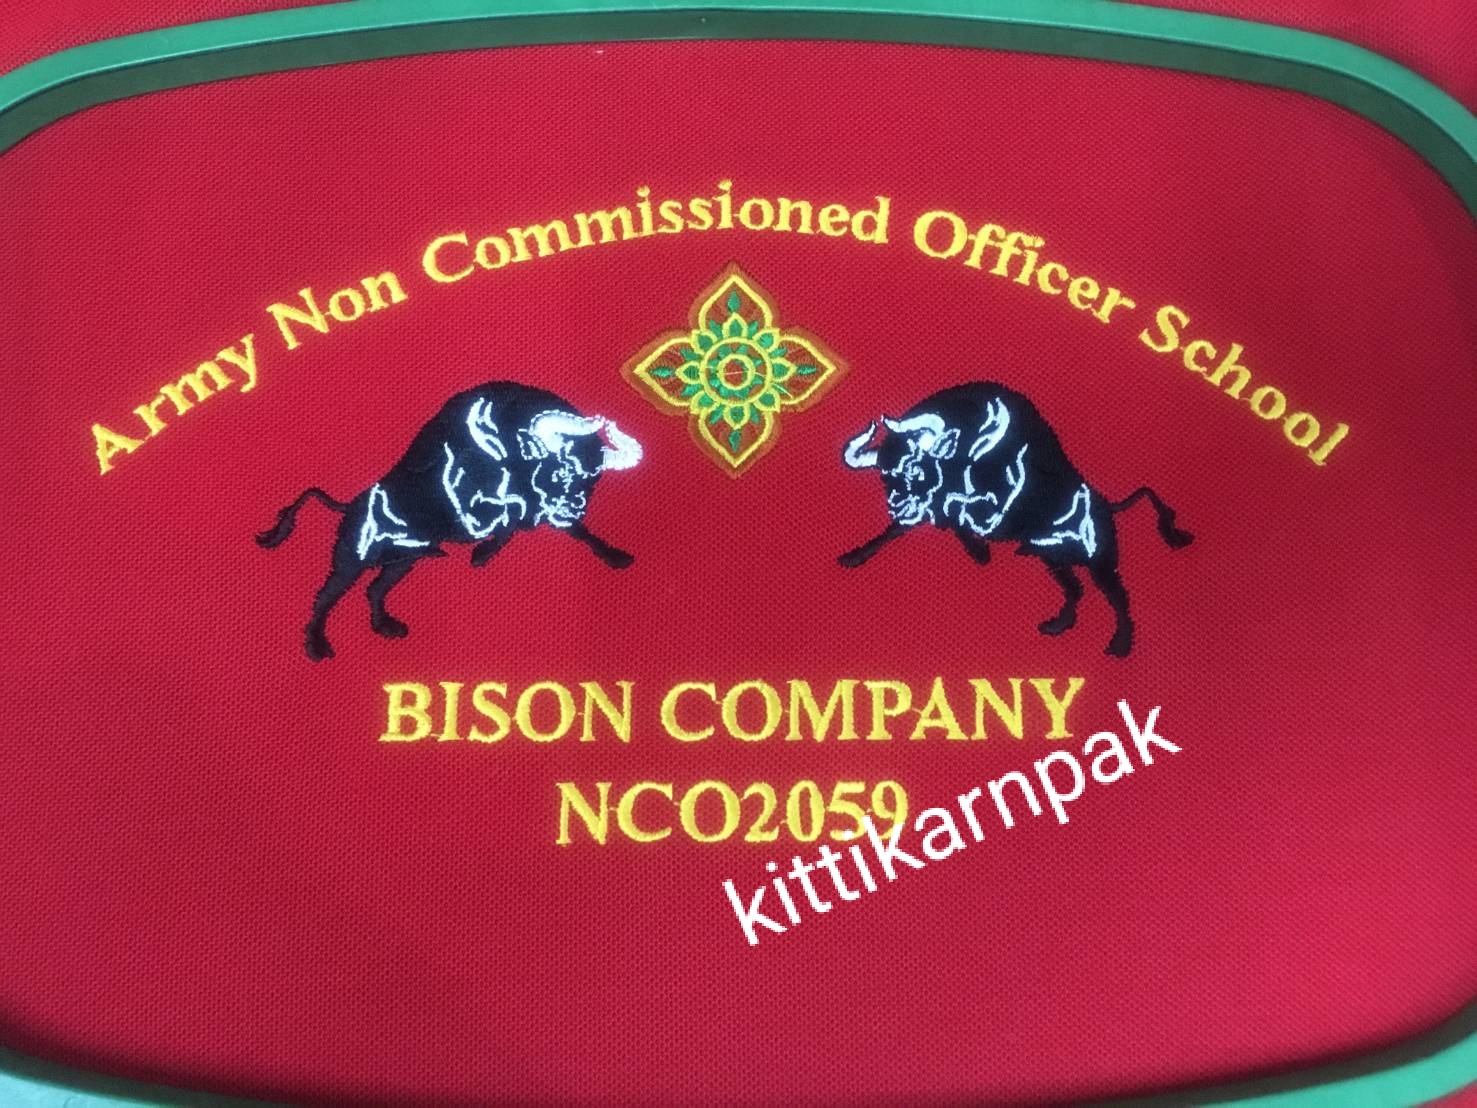 Army Non Commissioned Officer School
BISON COMPANY
NCO2059
kittikarnpak